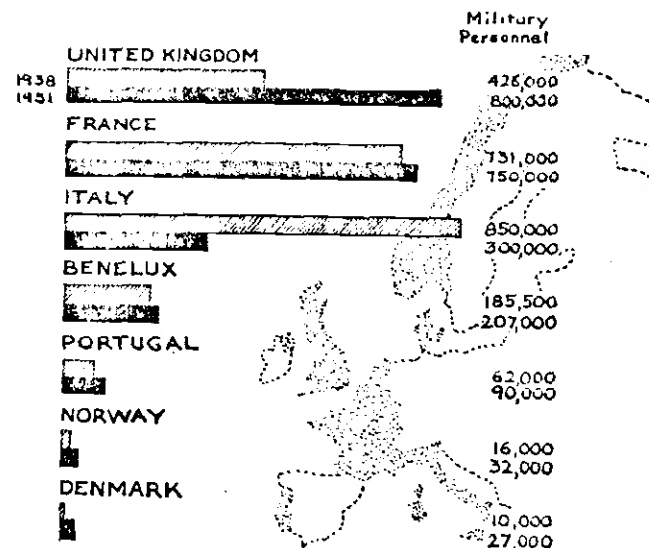 Military
Personnel
UNITED KINGDOM
1938 426,000
1951 800,000
FRANCE
731,000
750,000
ITALY
850,000
300,000
BENELUX
185,500
207,000
PORTUGAL
62,000
90,000
NORWAY
16,000
32,000
DENMARK
10,000
27,000